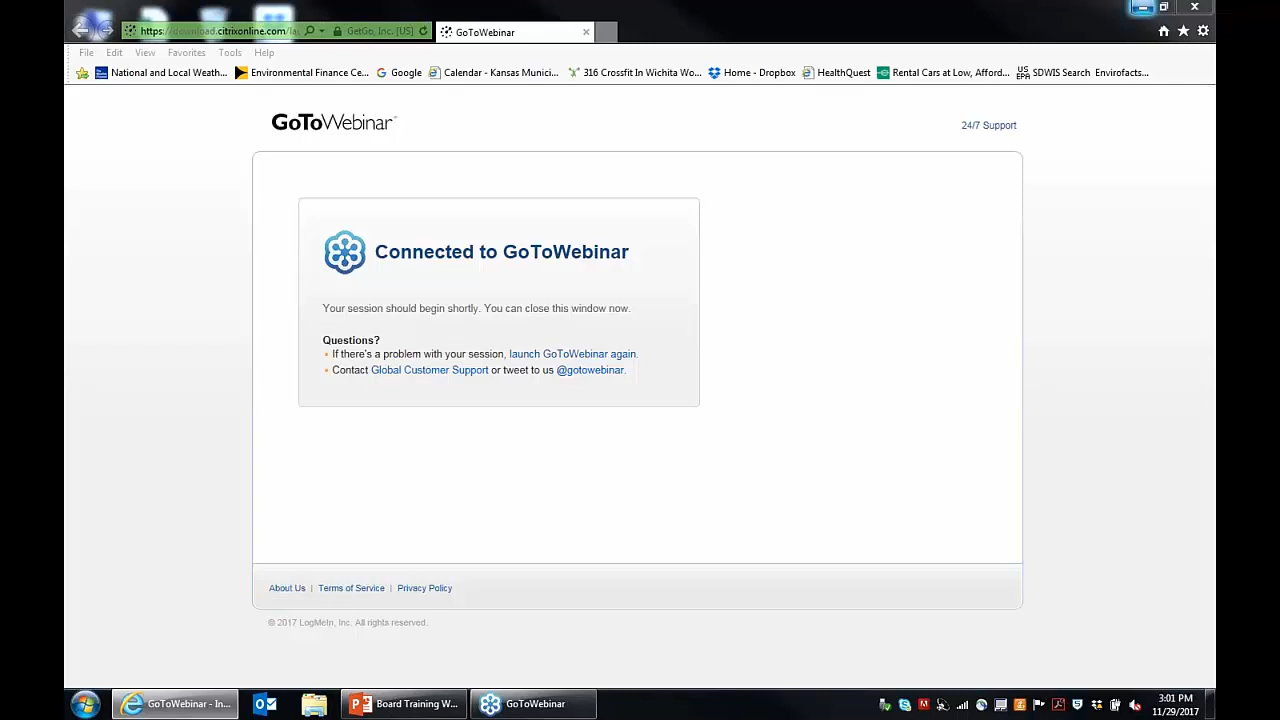 https://download.citrixonline.com/la
GetGo, Inc. [US]
GoToWebinar
File Edit View Favorites Tools Help
National and Local Weath...
Environmental Finance Ce...
Google
Calendar - Kansas Munici...
316 Crossfit In Wichita Wo...
Home - Dropbox
HealthQuest
Rental Cars at Low, Afford...
US EPA SDWIS Search Envirofacts...
GoToWebinar
24/7 Support
Connected to GoToWebinar
Your session should begin shortly. You can close this window now.
Questions?
• If there's a problem with your session, launch GoToWebinar again.
• Contact Global Customer Support or tweet to us @gotowebinar.
About Us | Terms of Service | Privacy Policy
© 2017 LogMeIn, Inc. All rights reserved.
GoToWebinar - In...
Board Training W...
GoToWebinar
3:01 PM
11/29/2017